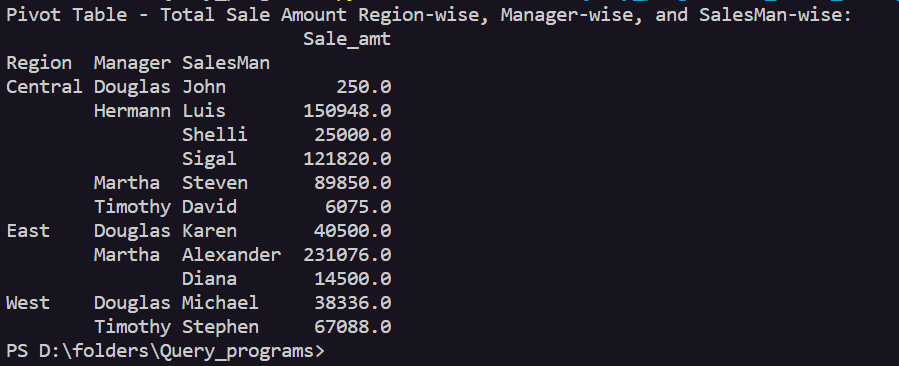 Pivot Table - Total Sale Amount Region-wise, Manager-wise, and SalesMan-wise:
Sale_amt
Region Manager SalesMan
Central Douglas John 250.0
Hermann Luis 150948.0
Shelli 25000.0
Sigal 121820.0
Martha Steven 89850.0
Timothy David 6075.0
East Douglas Karen 40500.0
Martha Alexander 231076.0
Diana 14500.0
West Douglas Michael 38336.0
Timothy Stephen 67088.0
PS D:\folders\Query_programs>